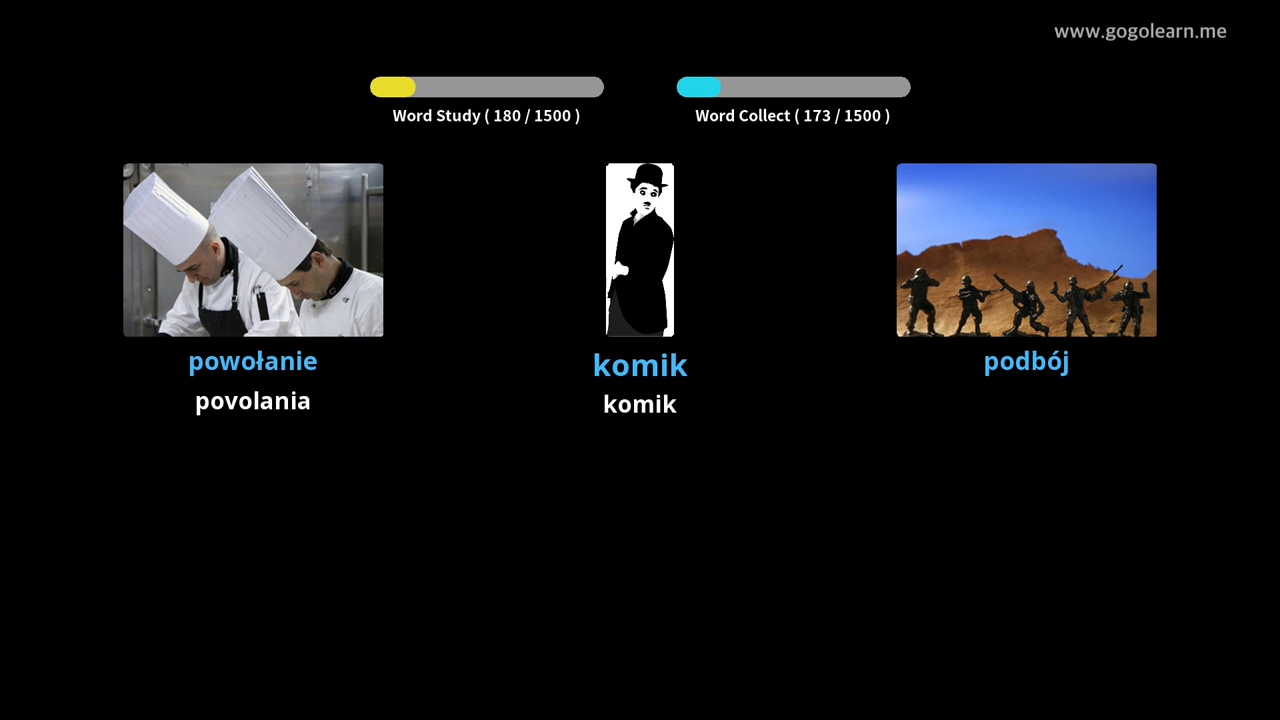 www.gogolearn.me
Word Study ( 180 / 1500 )
Word Collect ( 173 / 1500 )
powołanie
komik
podbój
povolania
komik